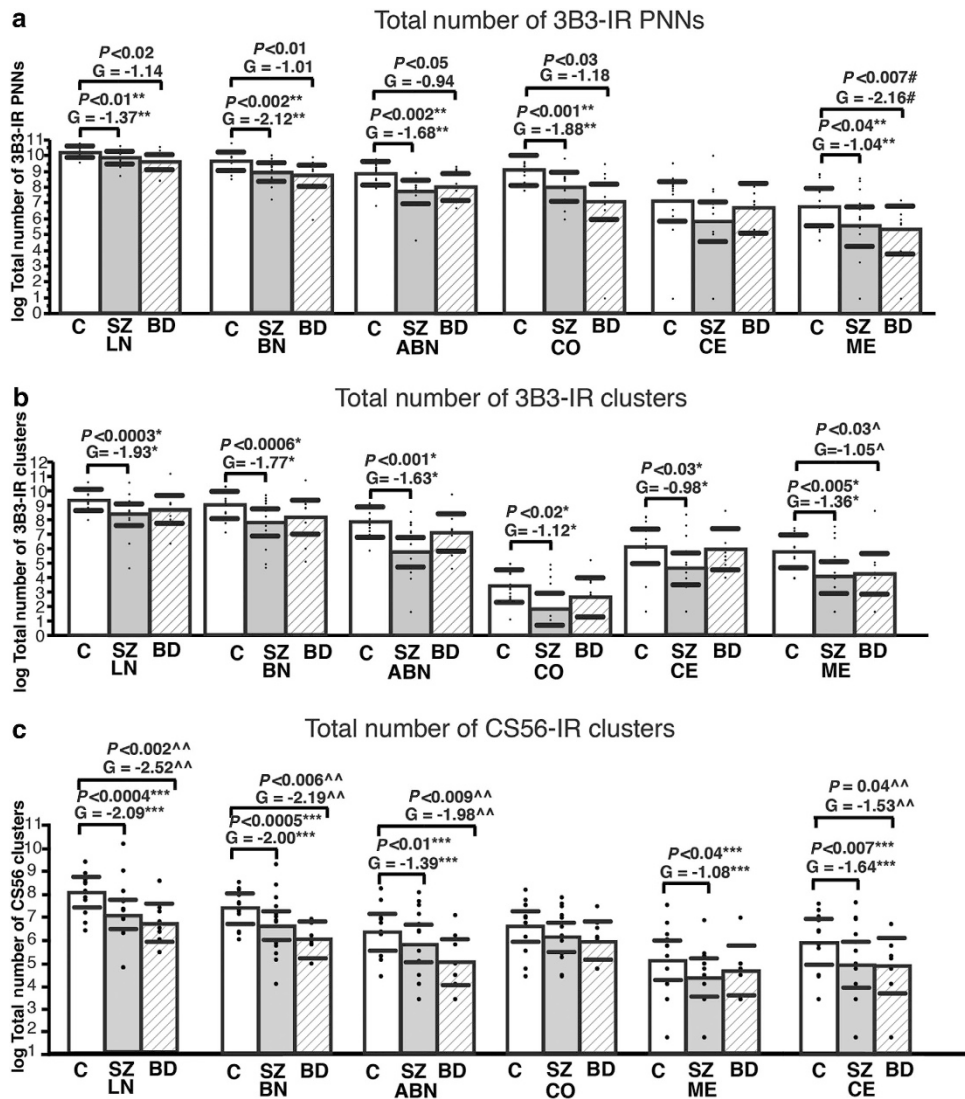 a
Total number of 3B3-IR PNNs
P<0.02
G = -1.14
P<0.01**
G = -1.37**
P<0.01
G = -1.01
P<0.002**
G = -2.12**
P<0.05
G = -0.94
P<0.002**
G = -1.68**
P<0.03
G = -1.18
P<0.001**
G = -1.88**
P<0.007#
G = -2.16#
P<0.04**
G = -1.04**
log Total number of 3B3-IR PNNs
11
10
9
8
7
6
5
4
3
2
1
0
C SZ BD C SZ BD C SZ BD C SZ BD C SZ BD C SZ BD
LN BN ABN CO CE ME
b
Total number of 3B3-IR clusters
P<0.0003*
G= -1.93*
P<0.0006*
G= -1.77*
P<0.001*
G= -1.63*
P<0.02*
G= -1.12*
P<0.03*
G= -0.98*
P<0.03^
G=-1.05^
P<0.005*
G= -1.36*
log Total number of 3B3-IR clusters
12
11
10
9
8
7
6
5
4
3
2
1
0
C SZ BD C SZ BD C SZ BD C SZ BD C SZ BD C SZ BD
LN BN ABN CO CE ME
c
Total number of CS56-IR clusters
P<0.002^^
G = -2.52^^
P<0.0004***
G = -2.09***
P<0.006^^
G = -2.19^^
P<0.0005***
G = -2.00***
P<0.009^^
G = -1.98^^
P<0.01***
G = -1.39***
P<0.04***
G = -1.08***
P = 0.04^^
G = -1.53^^
P<0.007***
G = -1.64***
log Total number of CS56 clusters
11
10
9
8
7
6
5
4
3
2
1
C SZ BD C SZ BD C SZ BD C SZ BD C SZ BD C SZ BD
LN BN ABN CO ME CE